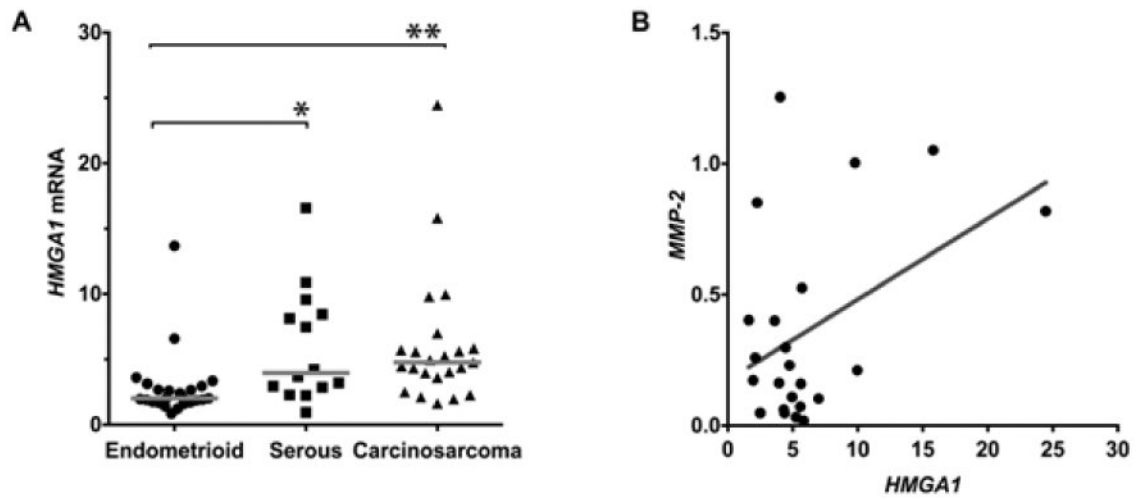 A
HMGA1 mRNA
30
20
10
0
*
**
Endometrioid Serous Carcinosarcoma
B
MMP-2
1.5
1.0
0.5
0.0
0 5 10 15 20 25 30
HMGA1